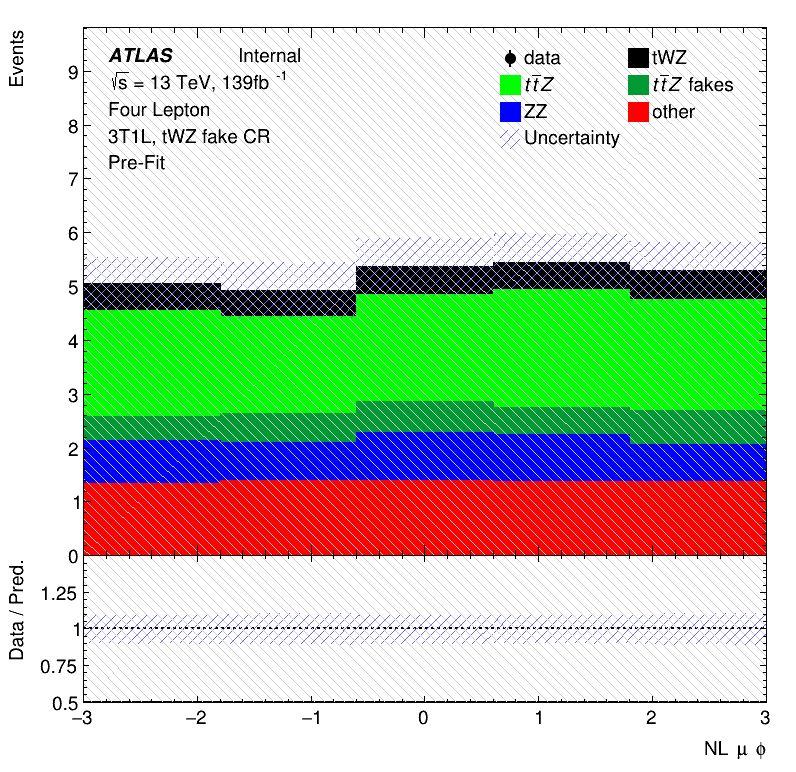 Events
ATLAS Internal
√s = 13 TeV, 139fb -1
Four Lepton
3T1L, tWZ fake CR
Pre-Fit
data
tWZ
tt̄Z
tt̄Z fakes
ZZ
other
Uncertainty
9
8
7
6
5
4
3
2
1
0
Data / Pred.
1.25
1
0.75
0.5
−3 −2 −1 0 1 2 3
NL μ φ